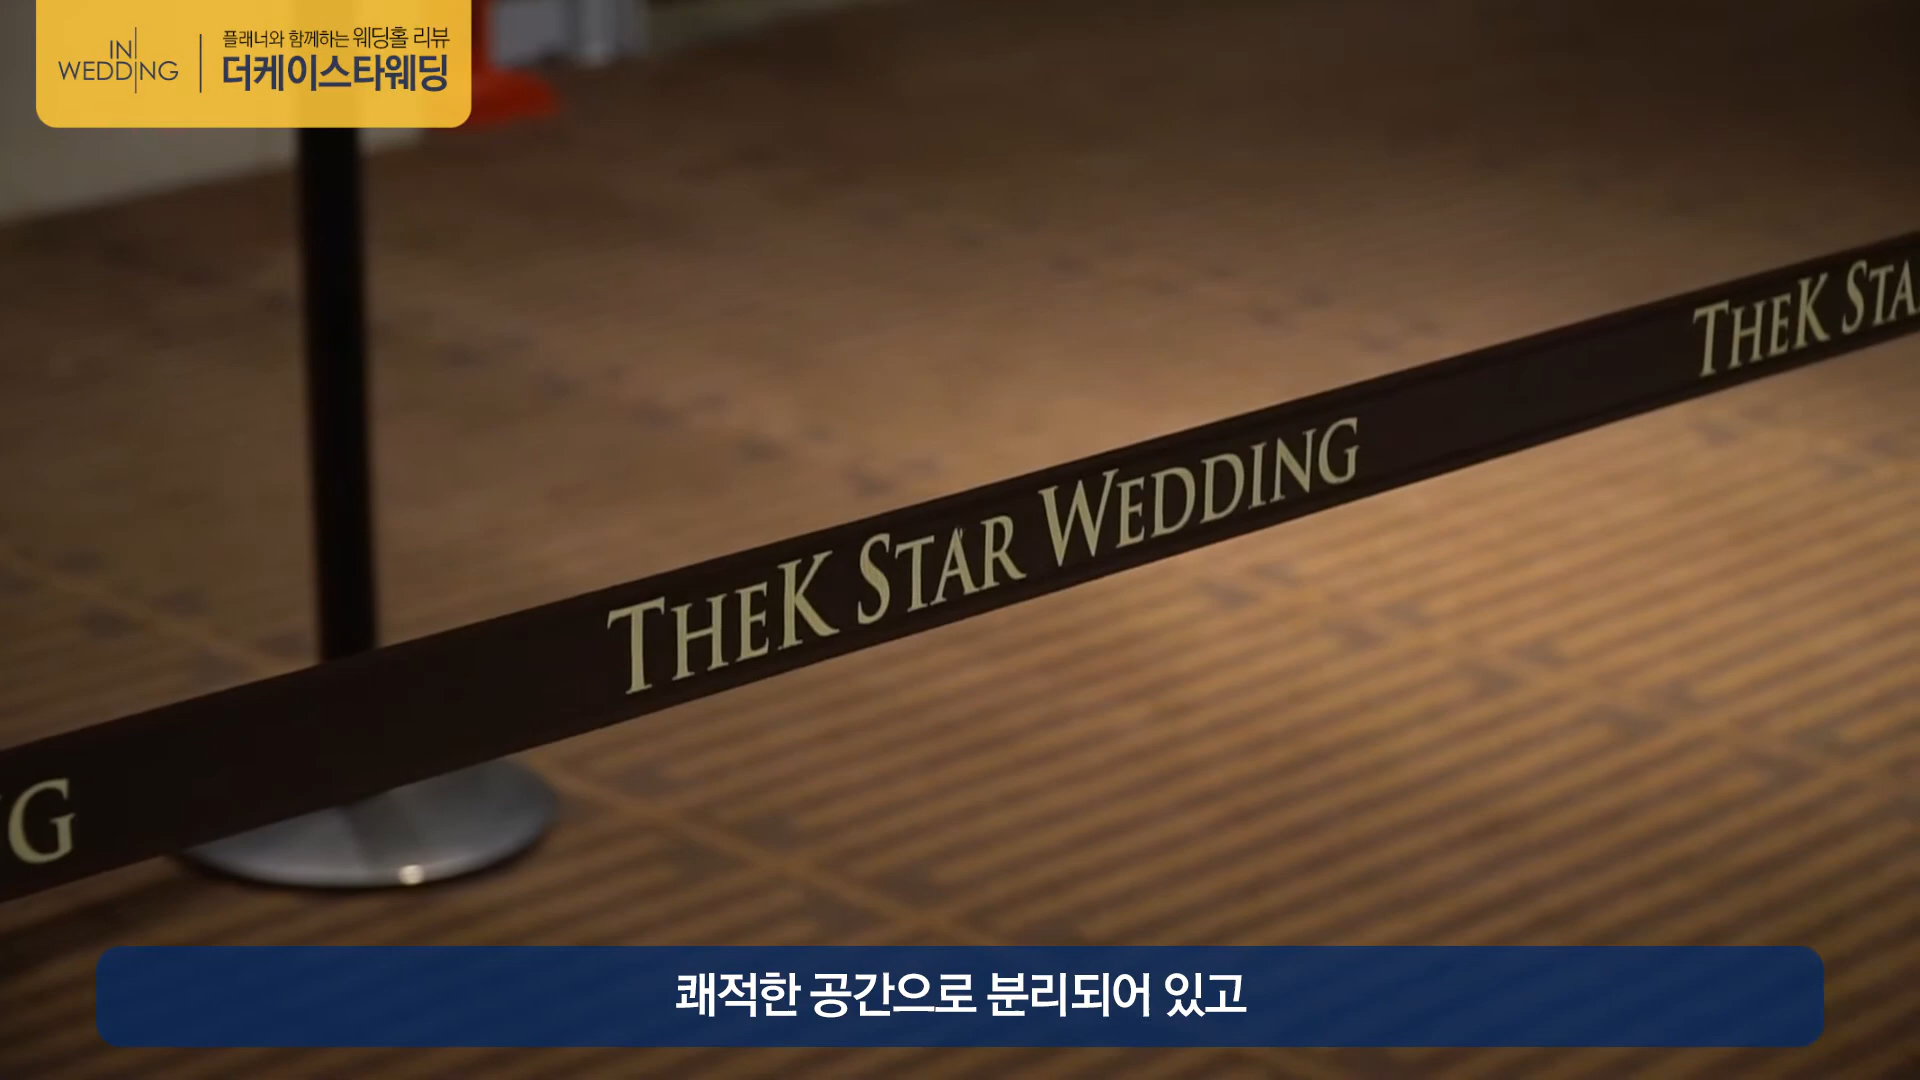 IN
WEDDING
플래너와 함께하는 웨딩홀 리뷰
더케이스타웨딩
THEK STA
THEK STAR WEDDING
G
쾌적한 공간으로 분리되어 있고